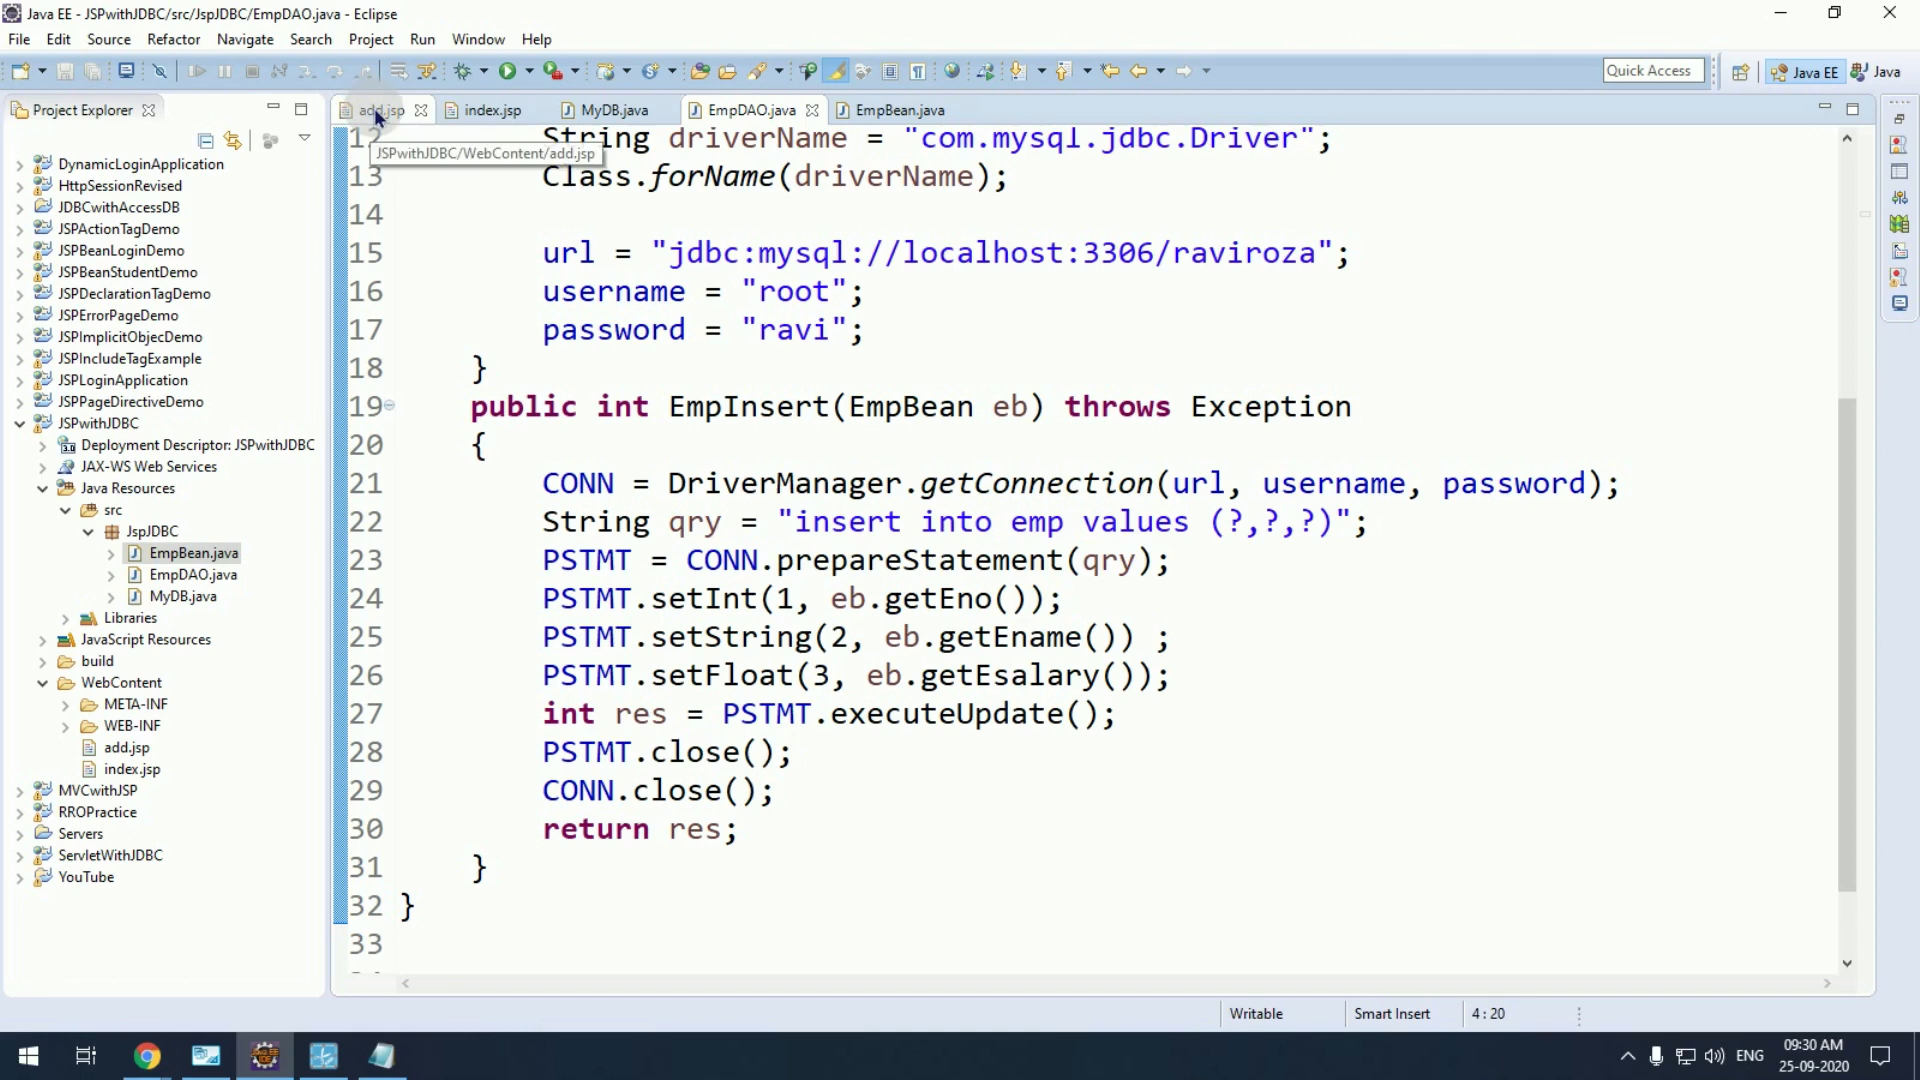 Java EE - JSPwithJDBC/src/JspJDBC/EmpDAO.java - Eclipse
File Edit Source Refactor Navigate Search Project Run Window Help
Quick Access
Java EE
Java
Project Explorer
add.jsp
index.jsp
MyDB.java
EmpDAO.java
EmpBean.java
JSPwithJDBC/WebContent/add.jsp
DynamicLoginApplication
HttpSessionRevised
JDBCwithAccessDB
JSPActionTagDemo
JSPBeanLoginDemo
JSPBeanStudentDemo
JSPDeclarationTagDemo
JSPErrorPageDemo
JSPImplicitObjecDemo
JSPIncludeTagExample
JSPLoginApplication
JSPPageDirectiveDemo
JSPwithJDBC
Deployment Descriptor: JSPwithJDBC
JAX-WS Web Services
Java Resources
src
JspJDBC
EmpBean.java
EmpDAO.java
MyDB.java
Libraries
JavaScript Resources
build
WebContent
META-INF
WEB-INF
add.jsp
index.jsp
MVCwithJSP
RROPractice
Servers
ServletWithJDBC
YouTube
12 String driverName = "com.mysql.jdbc.Driver";
13 Class.forName(driverName);
14
15 url = "jdbc:mysql://localhost:3306/raviroza";
16 username = "root";
17 password = "ravi";
18 }
19 public int EmpInsert(EmpBean eb) throws Exception
20 {
21 CONN = DriverManager.getConnection(url, username, password);
22 String qry = "insert into emp values (?,?,?)";
23 PSTMT = CONN.prepareStatement(qry);
24 PSTMT.setInt(1, eb.getEno());
25 PSTMT.setString(2, eb.getEname()) ;
26 PSTMT.setFloat(3, eb.getEsalary());
27 int res = PSTMT.executeUpdate();
28 PSTMT.close();
29 CONN.close();
30 return res;
31 }
32 }
33
Writable
Smart Insert
4 : 20
ENG
09:30 AM
25-09-2020